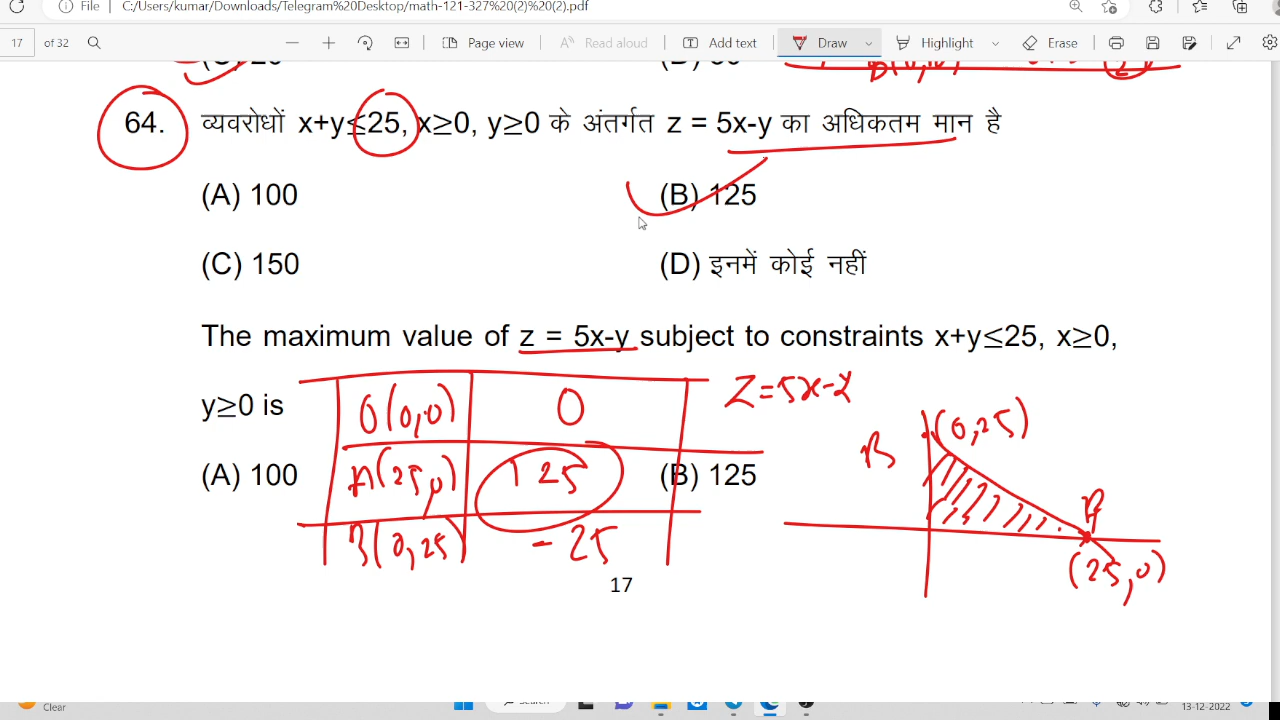 File | C:/Users/kumar/Downloads/Telegram%20Desktop/math-121-327%20(2)%20(2).pdf
17 of 32 Page view Read aloud Add text Draw Highlight Erase
64. व्यवरोधों x+y≤25, x≥0, y≥0 के अंतर्गत z = 5x-y का अधिकतम मान है
(A) 100 (B) 125
(C) 150 (D) इनमें कोई नहीं
The maximum value of z = 5x-y subject to constraints x+y≤25, x≥0,
y≥0 is
(A) 100 (B) 125
O(0,0) 0
A(25,0) 125
B(0,25) -25
Z=5x-y
B (0,25)
A
(25,0)
17
Clear
13-12-2022